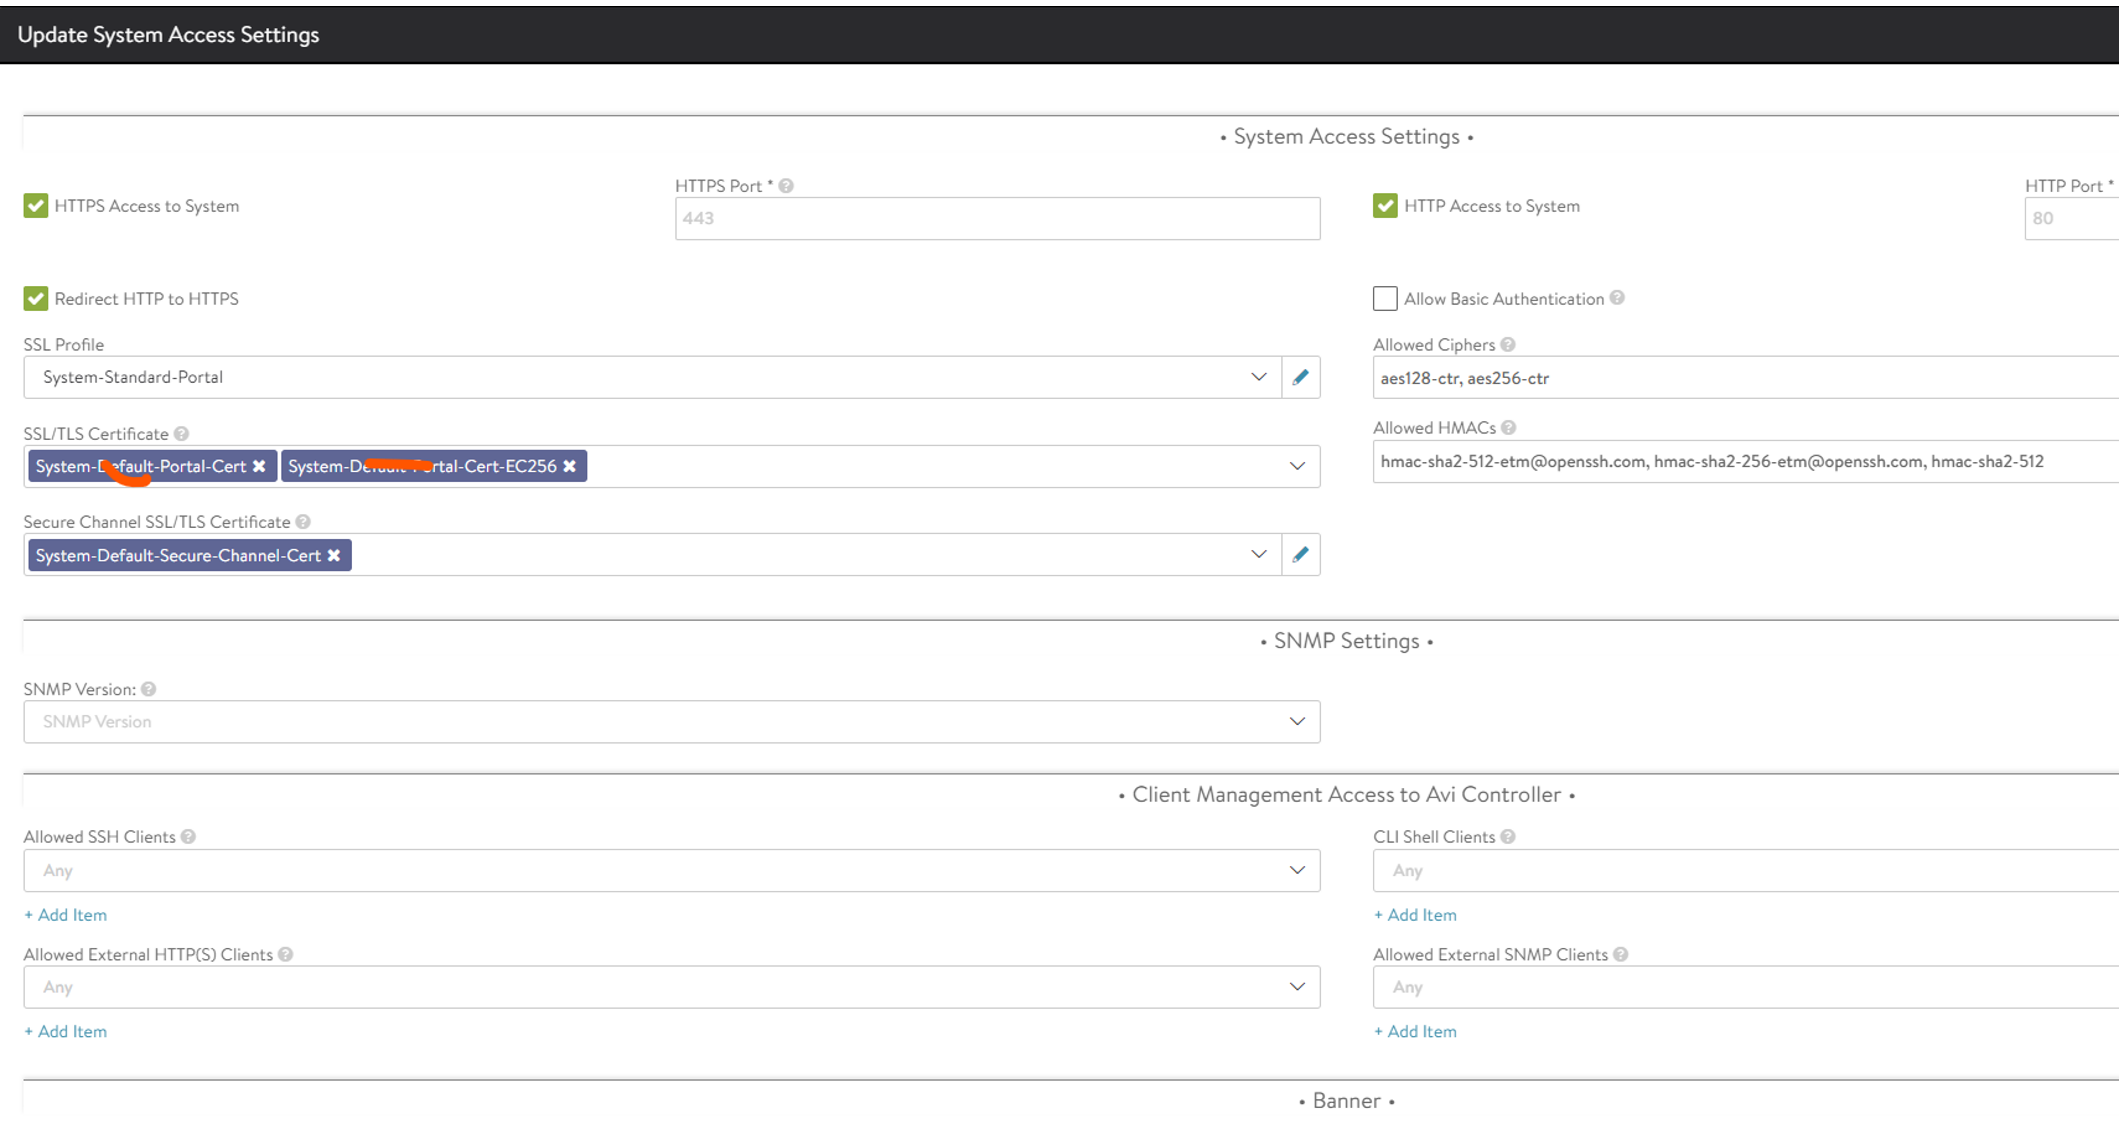 Update System Access Settings
• System Access Settings •
HTTPS Access to System
HTTPS Port * ?
443
HTTP Access to System
HTTP Port *
80
Redirect HTTP to HTTPS
Allow Basic Authentication ?
SSL Profile
System-Standard-Portal
Allowed Ciphers ?
aes128-ctr, aes256-ctr
SSL/TLS Certificate ?
System-Default-Portal-Cert ✖ System-Default-Portal-Cert-EC256 ✖
Allowed HMACs ?
hmac-sha2-512-etm@openssh.com, hmac-sha2-256-etm@openssh.com, hmac-sha2-512
Secure Channel SSL/TLS Certificate ?
System-Default-Secure-Channel-Cert ✖
• SNMP Settings •
SNMP Version: ?
SNMP Version
• Client Management Access to Avi Controller •
Allowed SSH Clients ?
Any
+ Add Item
CLI Shell Clients ?
Any
+ Add Item
Allowed External HTTP(S) Clients ?
Any
+ Add Item
Allowed External SNMP Clients ?
Any
+ Add Item
• Banner •